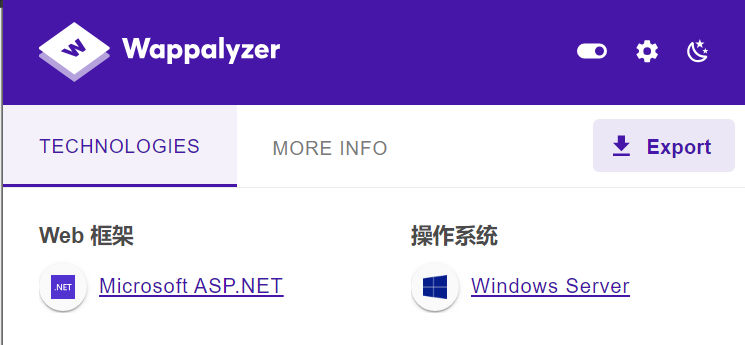 Wappalyzer
TECHNOLOGIES
MORE INFO
Export
Web 框架
操作系统
.NET
Microsoft ASP.NET
Windows Server